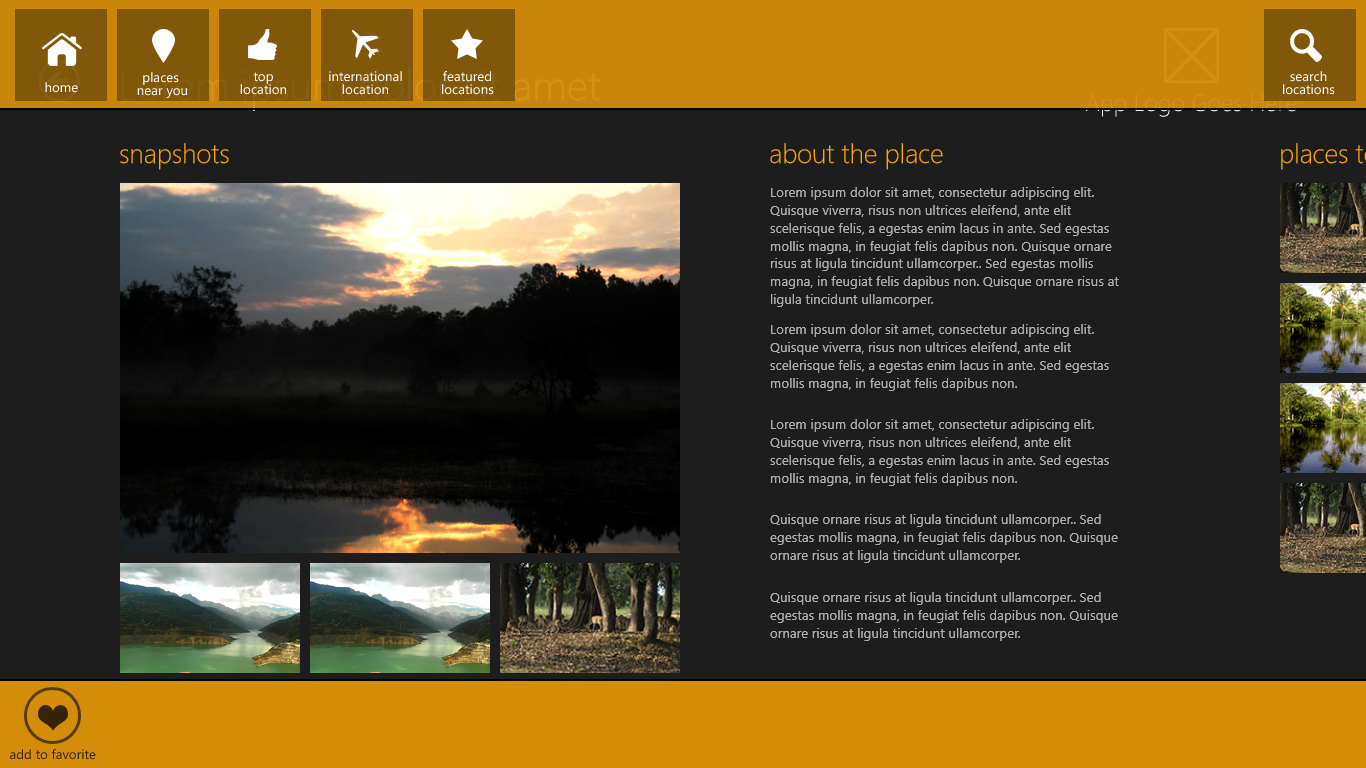 home
places
near you
top
location
international
location
featured
locations
search
locations
amet
App Logo Goes Here
snapshots
about the place
places t
Lorem ipsum dolor sit amet, consectetur adipiscing elit.
Quisque viverra, risus non ultrices eleifend, ante elit
scelerisque felis, a egestas enim lacus in ante. Sed egestas
mollis magna, in feugiat felis dapibus non. Quisque ornare
risus at ligula tincidunt ullamcorper.. Sed egestas mollis
magna, in feugiat felis dapibus non. Quisque ornare risus at
ligula tincidunt ullamcorper.
Lorem ipsum dolor sit amet, consectetur adipiscing elit.
Quisque viverra, risus non ultrices eleifend, ante elit
scelerisque felis, a egestas enim lacus in ante. Sed egestas
mollis magna, in feugiat felis dapibus non.
Lorem ipsum dolor sit amet, consectetur adipiscing elit.
Quisque viverra, risus non ultrices eleifend, ante elit
scelerisque felis, a egestas enim lacus in ante. Sed egestas
mollis magna, in feugiat felis dapibus non.
Quisque ornare risus at ligula tincidunt ullamcorper.. Sed
egestas mollis magna, in feugiat felis dapibus non. Quisque
ornare risus at ligula tincidunt ullamcorper.
Quisque ornare risus at ligula tincidunt ullamcorper.. Sed
egestas mollis magna, in feugiat felis dapibus non. Quisque
ornare risus at ligula tincidunt ullamcorper.
add to favorite